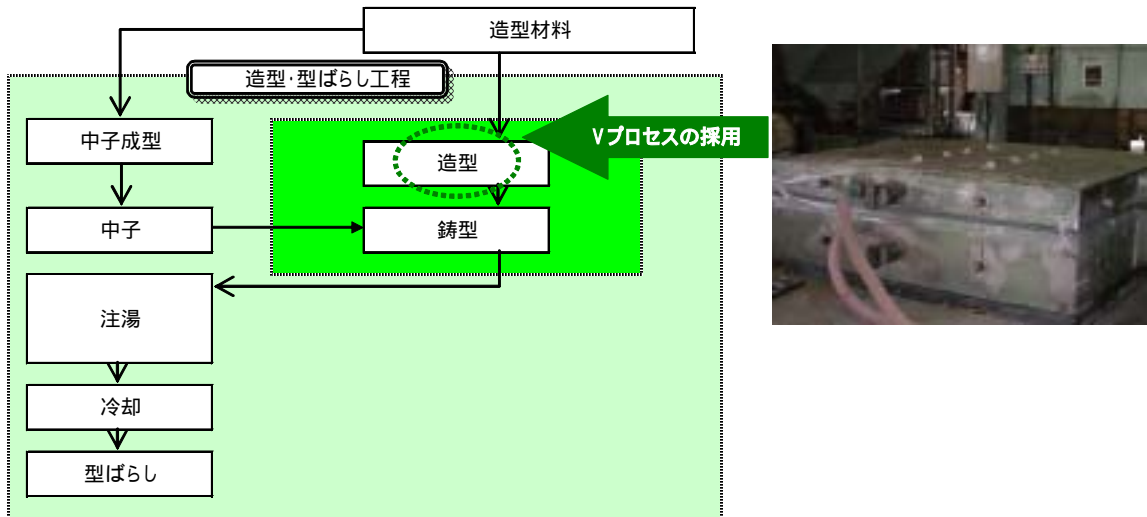 造型材料
造型･型ばらし工程
中子成型
Vプロセスの採用
造型
中子
鋳型
注湯
冷却
型ばらし